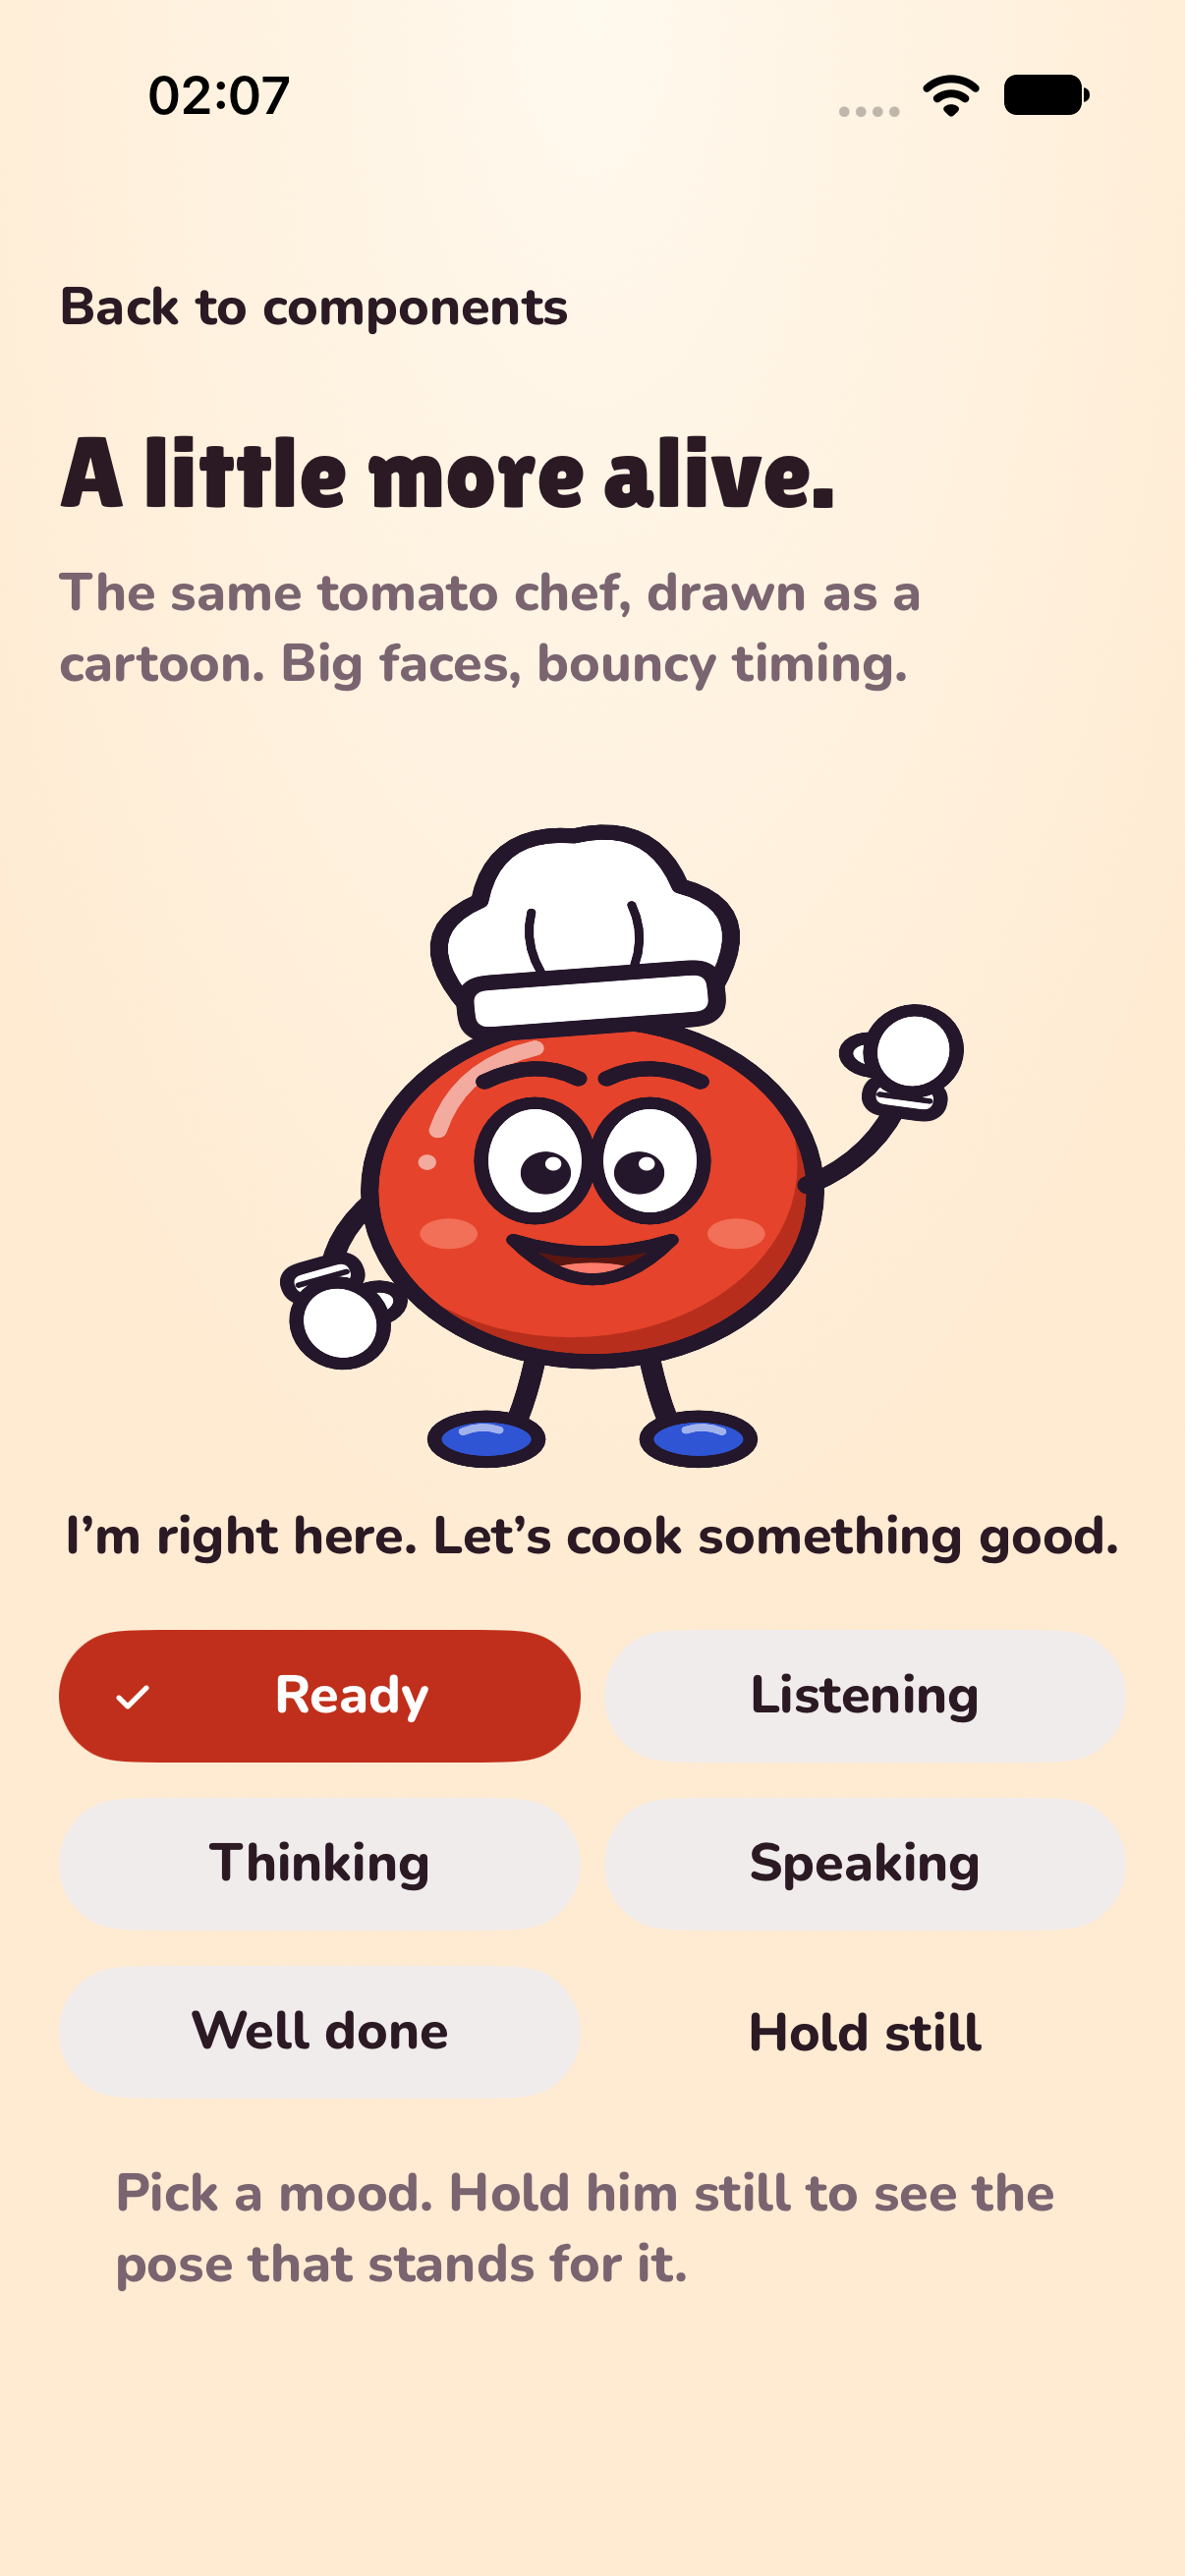 02:07
Back to components
A little more alive.
The same tomato chef, drawn as a
cartoon. Big faces, bouncy timing.
I’m right here. Let’s cook something good.
Ready
Listening
Thinking
Speaking
Well done
Hold still
Pick a mood. Hold him still to see the
pose that stands for it.